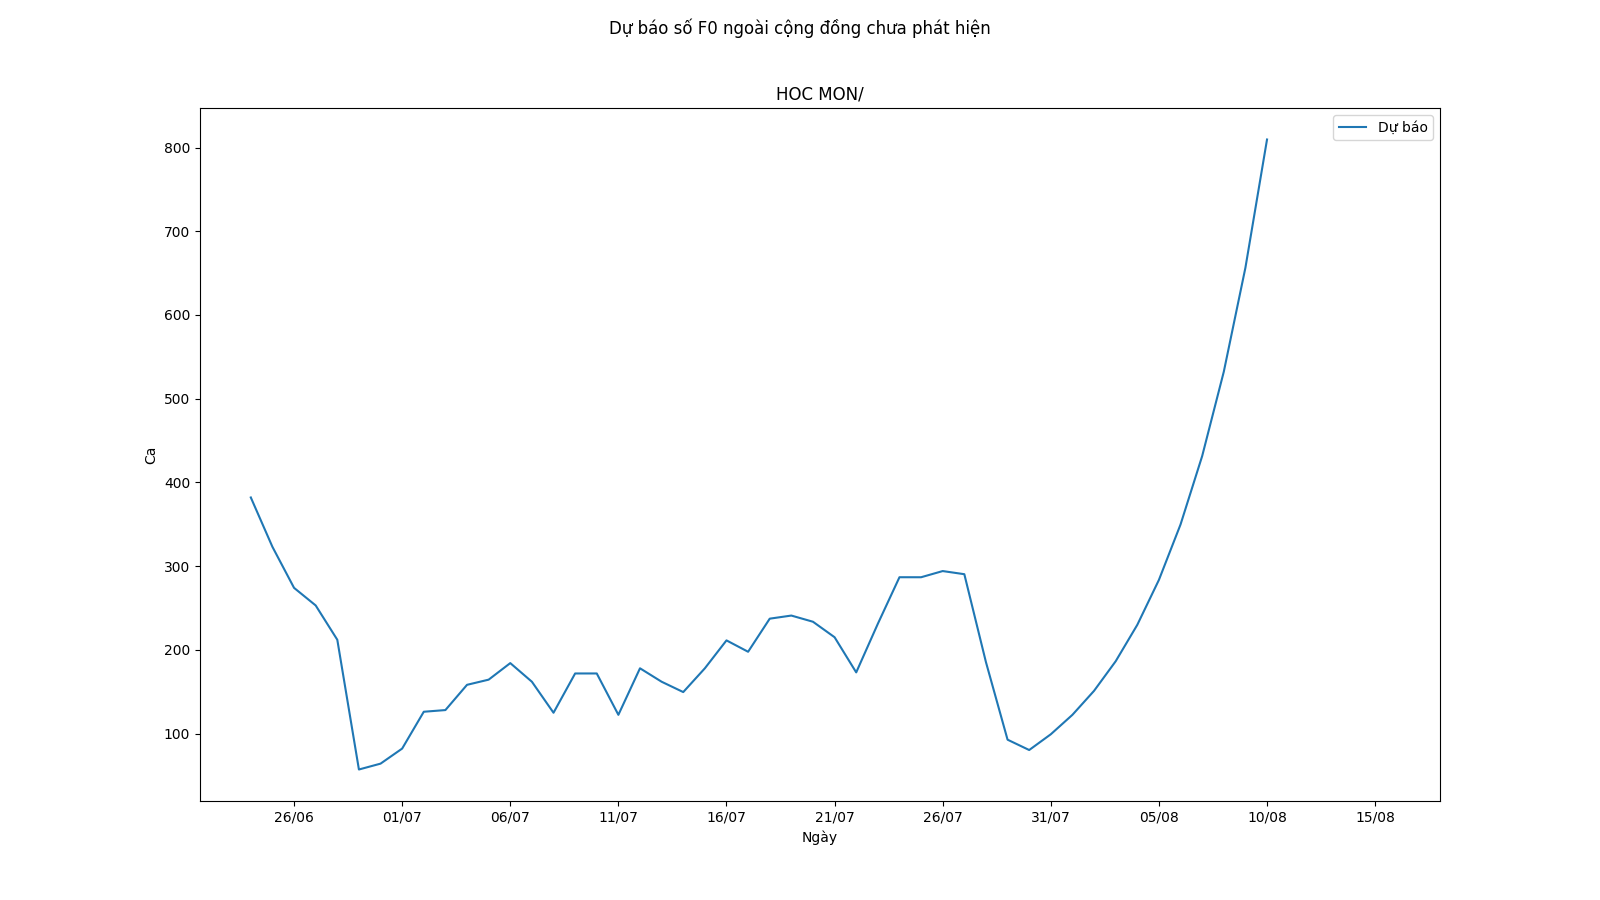 Dự báo số F0 ngoài cộng đồng chưa phát hiện
HOC MON/
Dự báo
800
700
600
500
400
300
200
100
Ca
26/06 01/07 06/07 11/07 16/07 21/07 26/07 31/07 05/08 10/08 15/08
Ngày